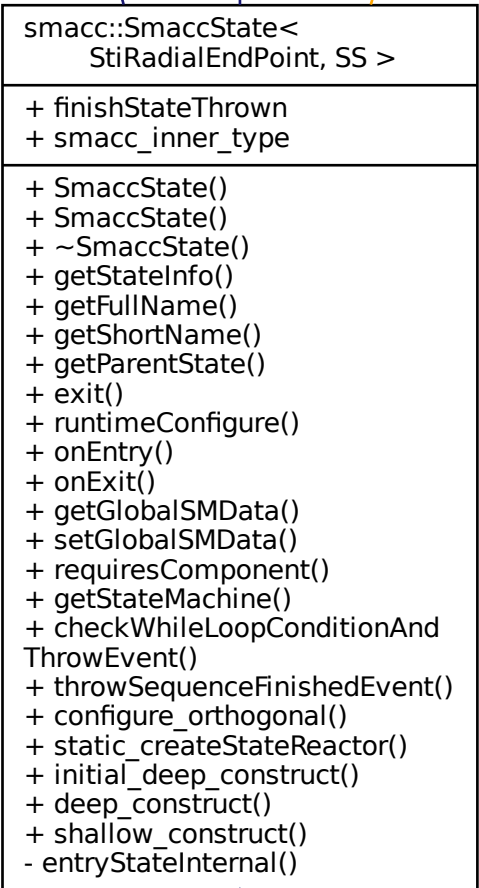 smacc::SmaccState<
StiRadialEndPoint, SS >
+ finishStateThrown
+ smacc_inner_type
+ SmaccState()
+ SmaccState()
+ ~SmaccState()
+ getStateInfo()
+ getFullName()
+ getShortName()
+ getParentState()
+ exit()
+ runtimeConfigure()
+ onEntry()
+ onExit()
+ getGlobalSMData()
+ setGlobalSMData()
+ requiresComponent()
+ getStateMachine()
+ checkWhileLoopConditionAnd
ThrowEvent()
+ throwSequenceFinishedEvent()
+ configure_orthogonal()
+ static_createStateReactor()
+ initial_deep_construct()
+ deep_construct()
+ shallow_construct()
- entryStateInternal()